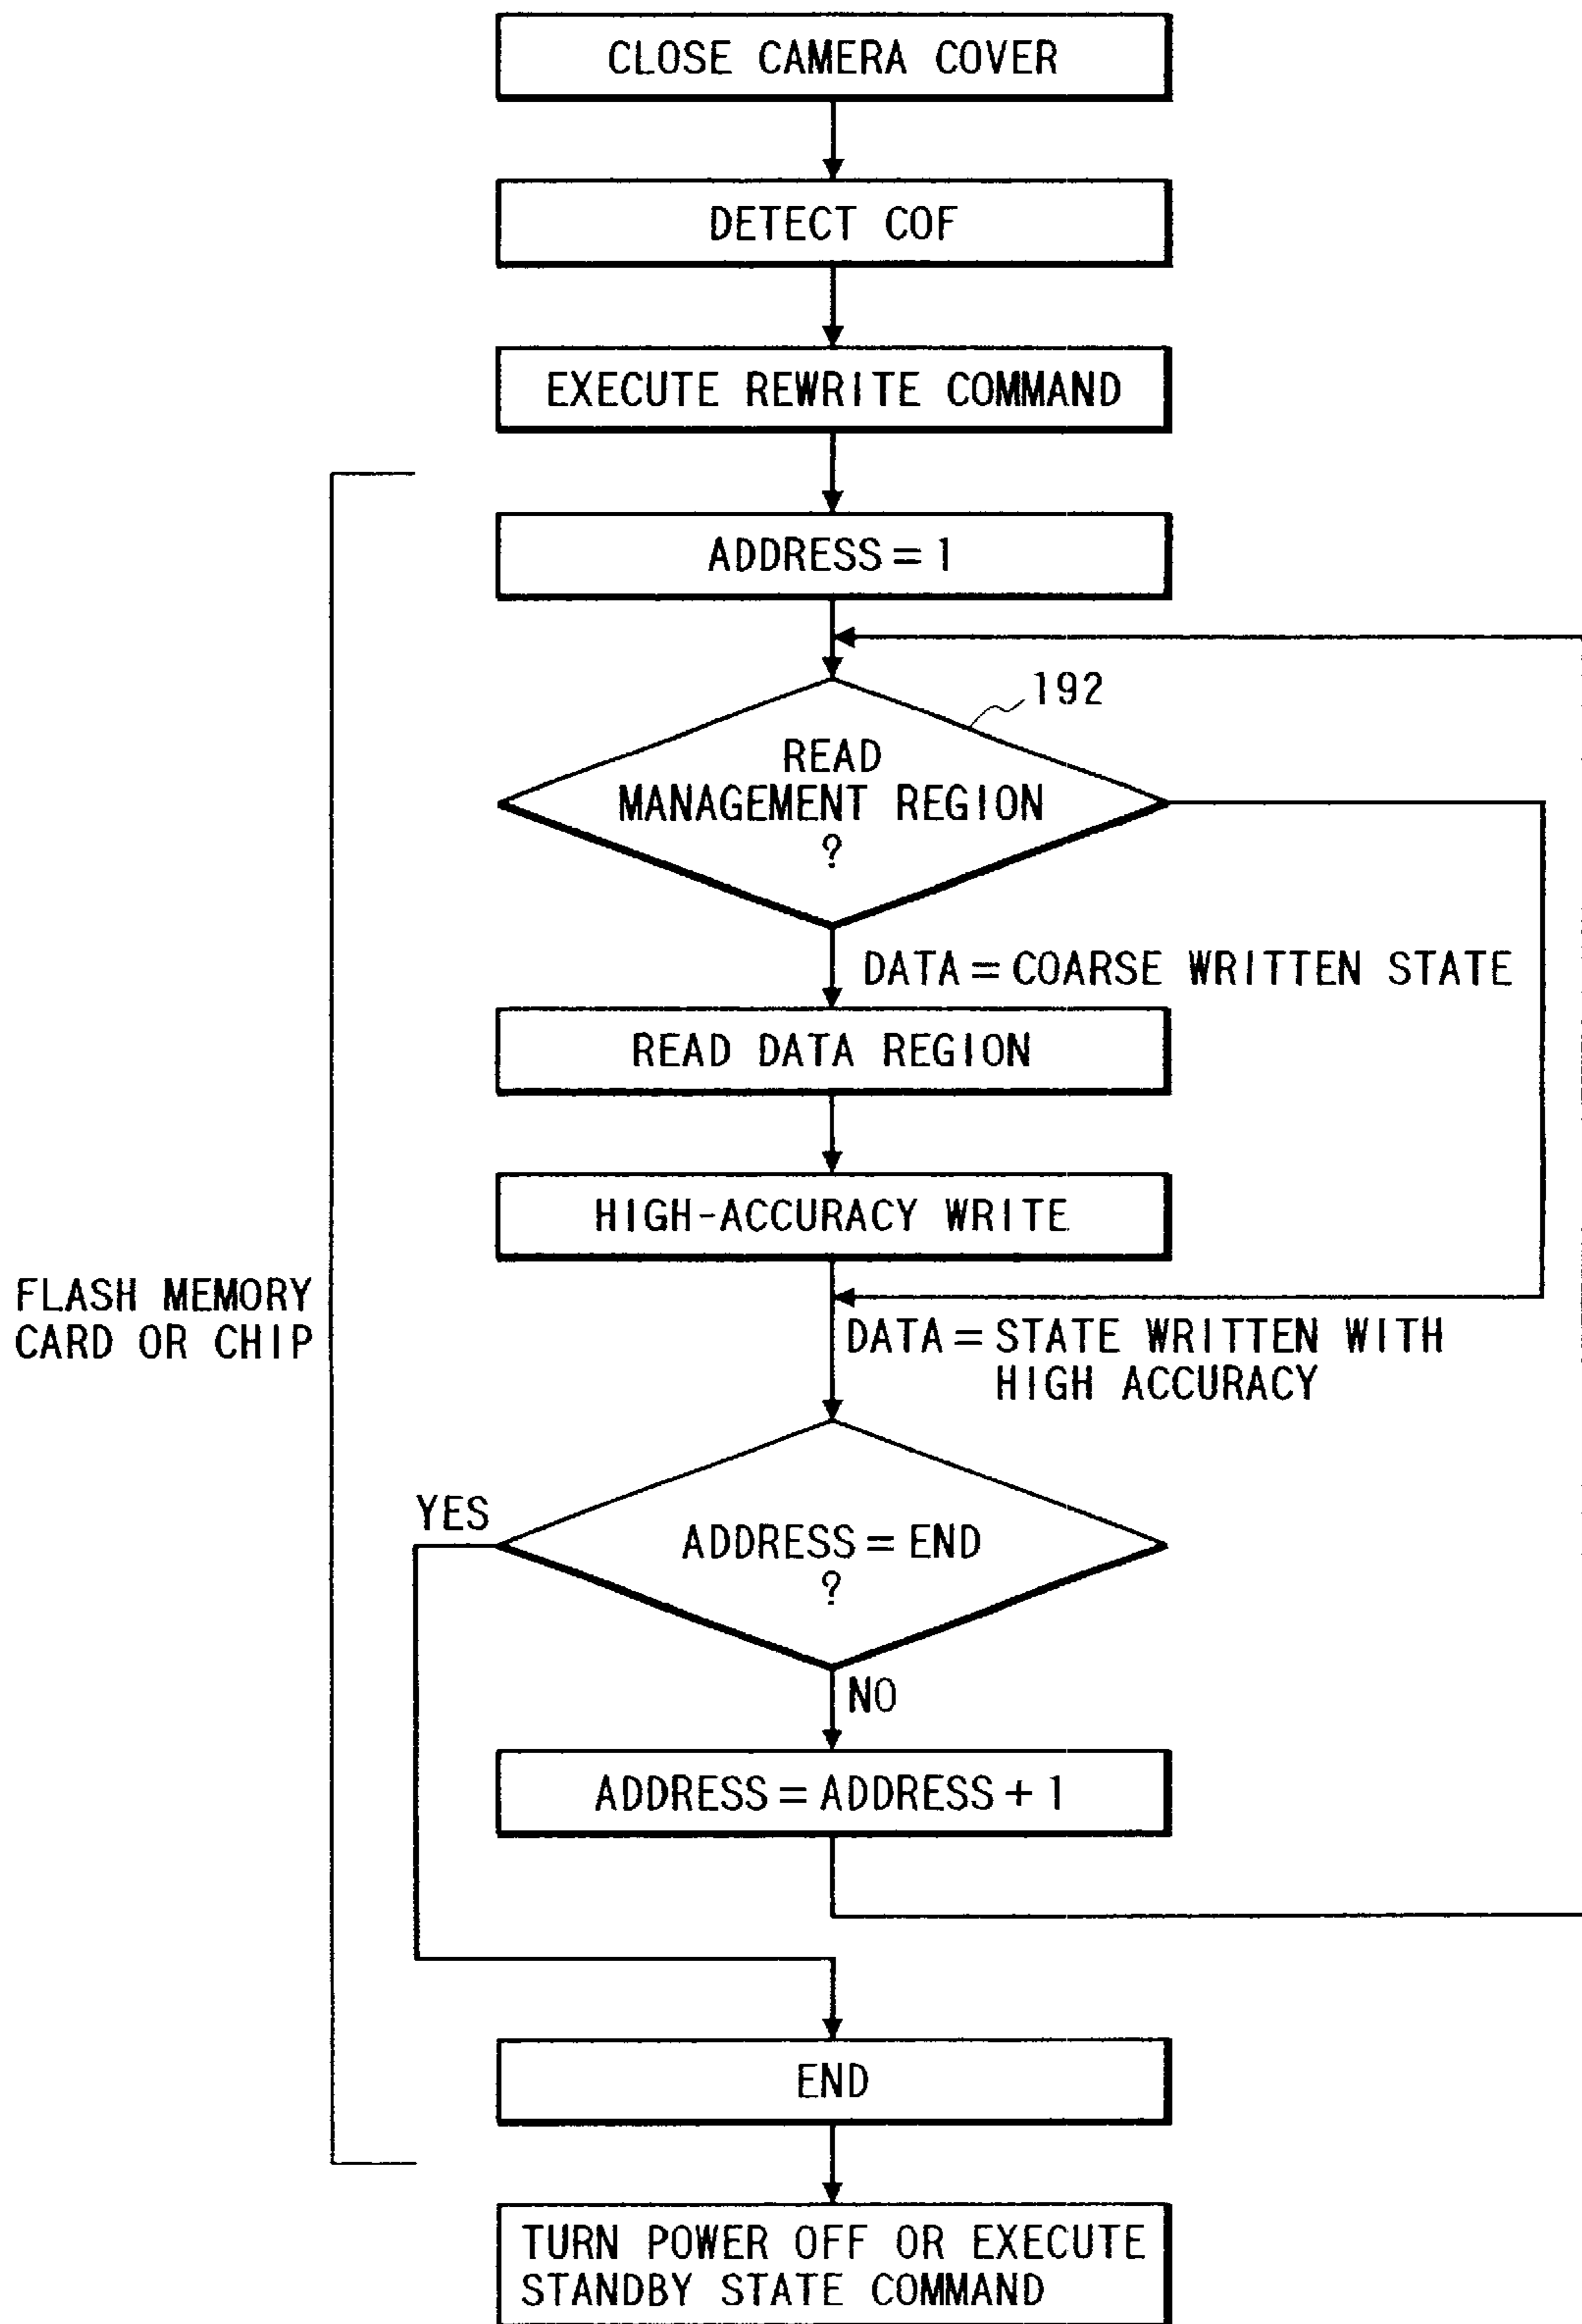 CLOSE CAMERA COVER
DETECT COF
EXECUTE REWRITE COMMAND
ADDRESS = 1
192
READ
MANAGEMENT REGION
?
DATA = COARSE WRITTEN STATE
READ DATA REGION
HIGH-ACCURACY WRITE
FLASH MEMORY
CARD OR CHIP
DATA = STATE WRITTEN WITH
HIGH ACCURACY
YES
ADDRESS = END
?
NO
ADDRESS = ADDRESS + 1
END
TURN POWER OFF OR EXECUTE
STANDBY STATE COMMAND